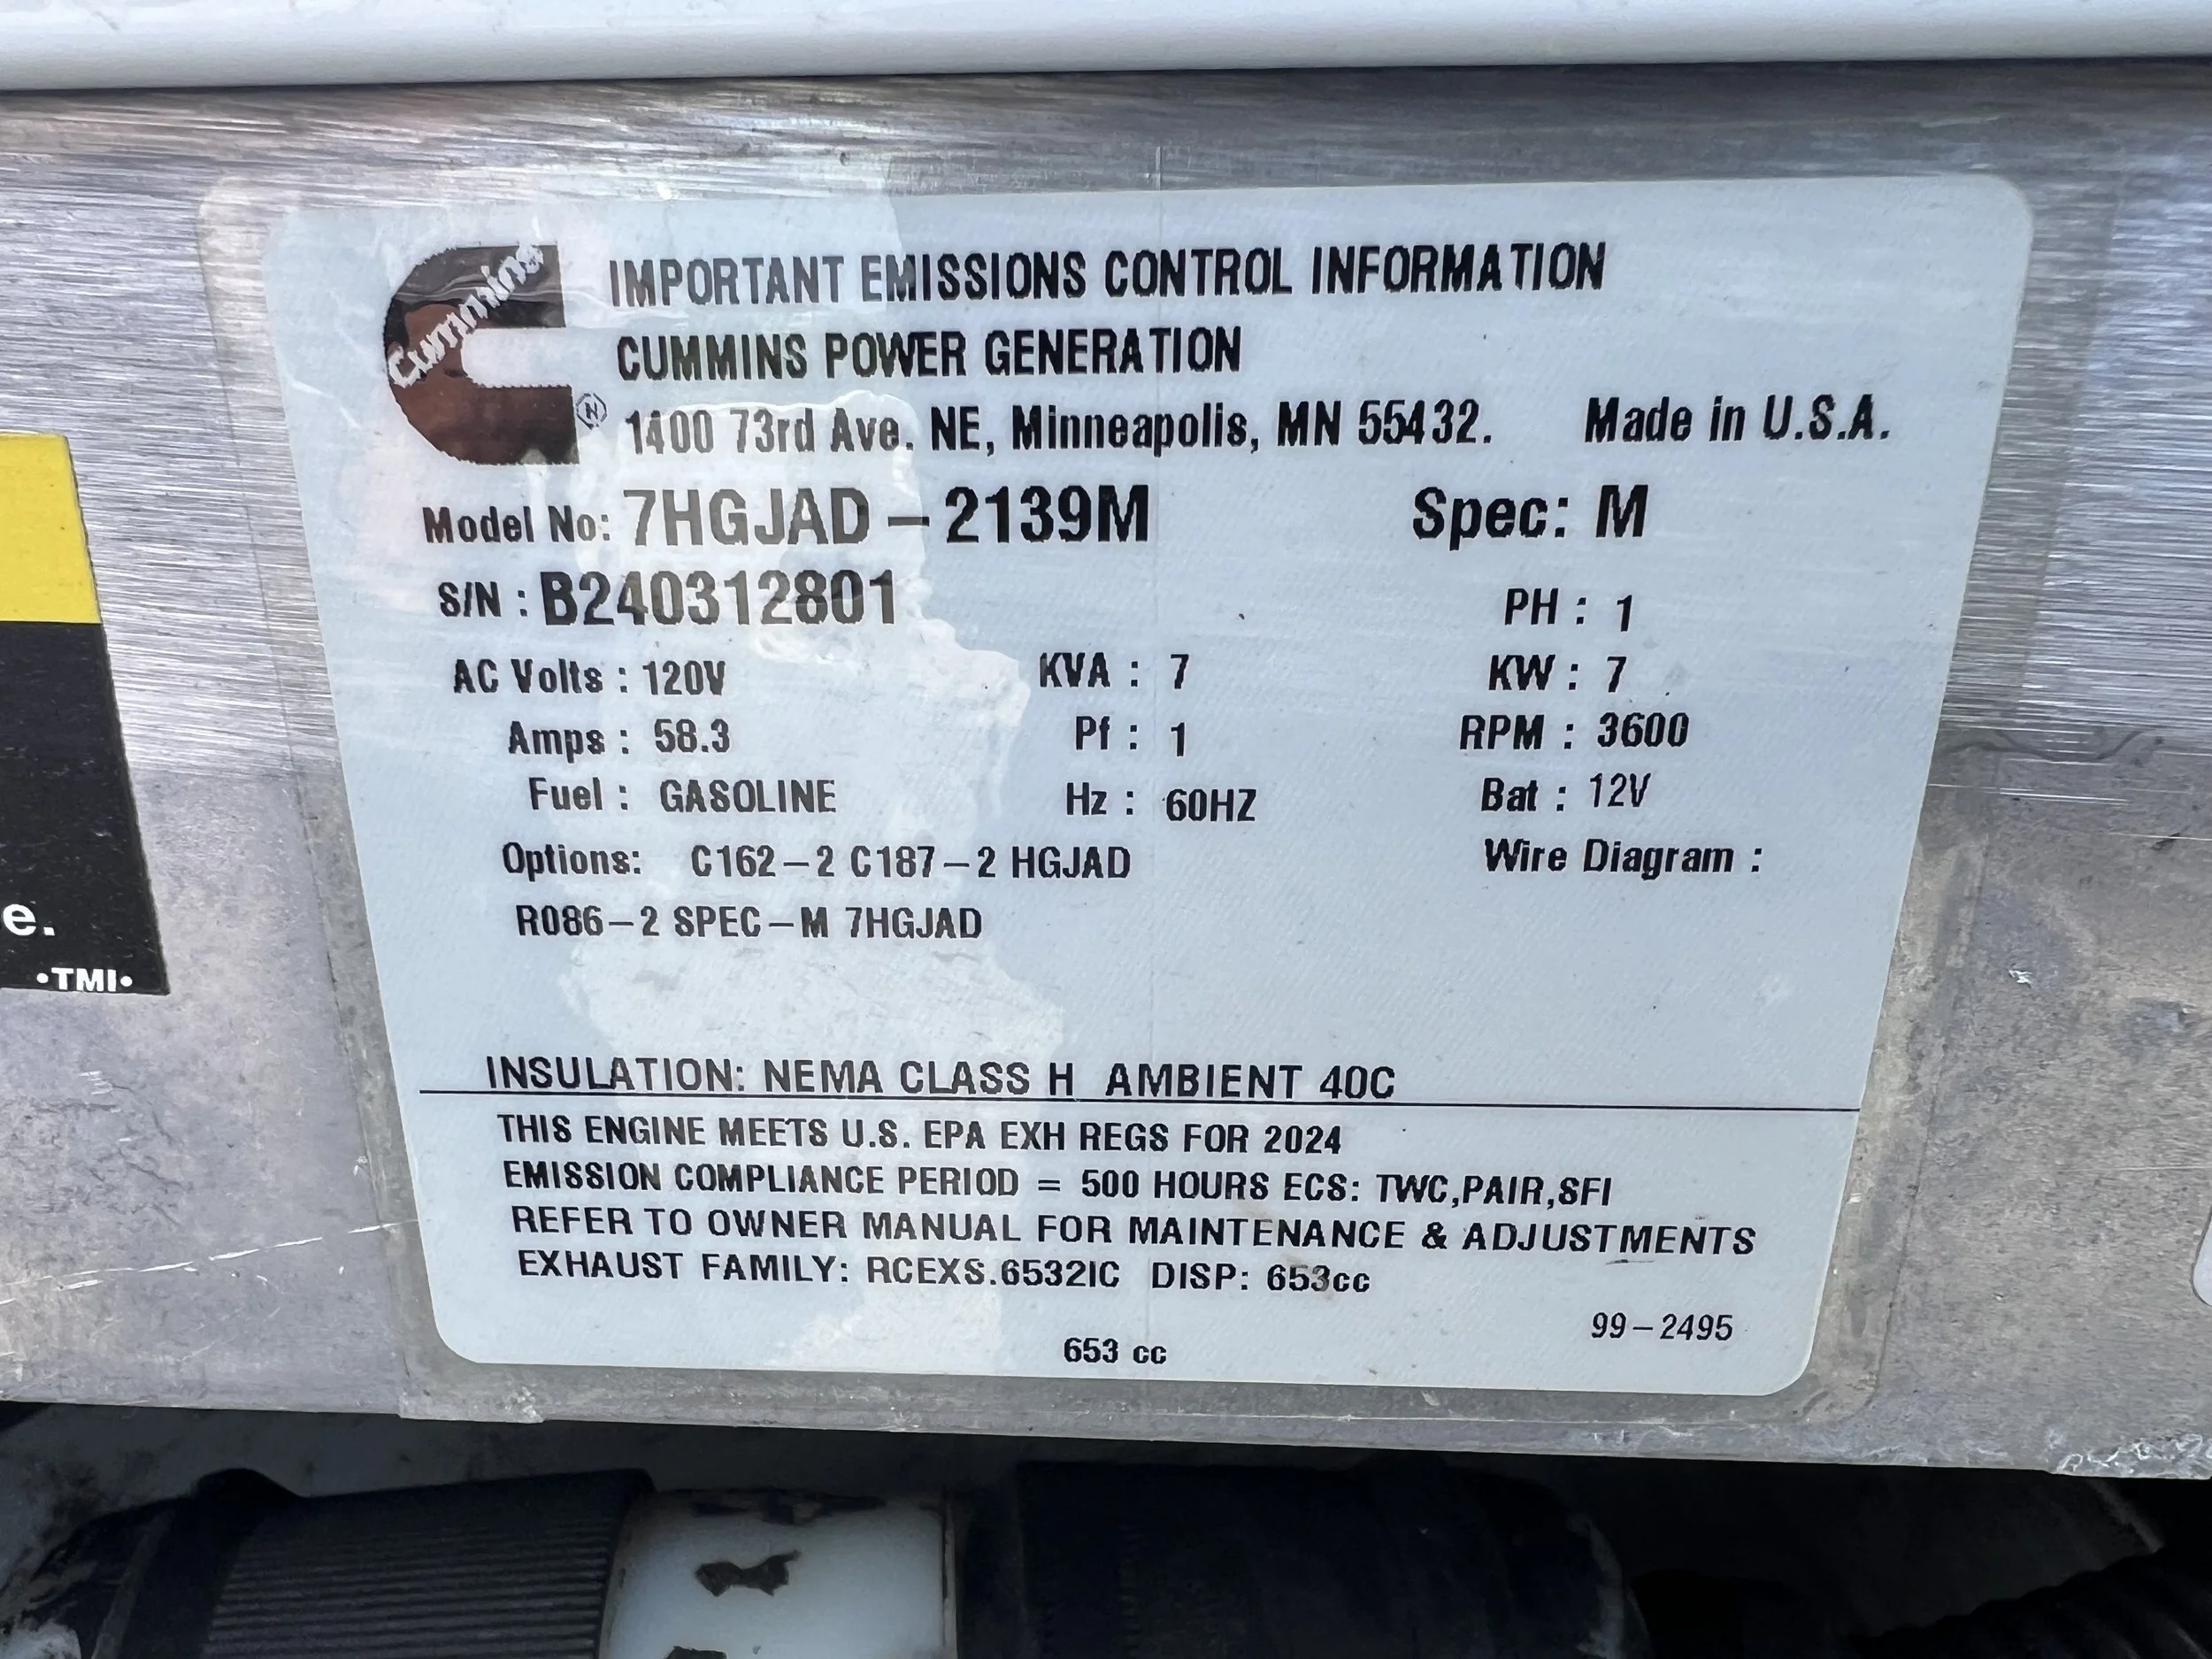 Cummins
IMPORTANT EMISSIONS CONTROL INFORMATION
CUMMINS POWER GENERATION
1400 73rd Ave. NE, Minneapolis, MN 55432. Made in U.S.A.
Model No: 7HGJAD-2139M Spec: M
S/N : B240312801 PH : 1
AC Volts : 120V KVA : 7 KW : 7
Amps : 58.3 Pf : 1 RPM : 3600
Fuel : GASOLINE Hz : 60HZ Bat : 12V
Options: C162-2 C187-2 HGJAD Wire Diagram :
R086-2 SPEC-M 7HGJAD
INSULATION: NEMA CLASS H AMBIENT 40C
THIS ENGINE MEETS U.S. EPA EXH REGS FOR 2024
EMISSION COMPLIANCE PERIOD = 500 HOURS ECS: TWC,PAIR,SFI
REFER TO OWNER MANUAL FOR MAINTENANCE & ADJUSTMENTS
EXHAUST FAMILY: RCEXS.6532IC DISP: 653cc
99-2495
653 cc
e.
•TMI•